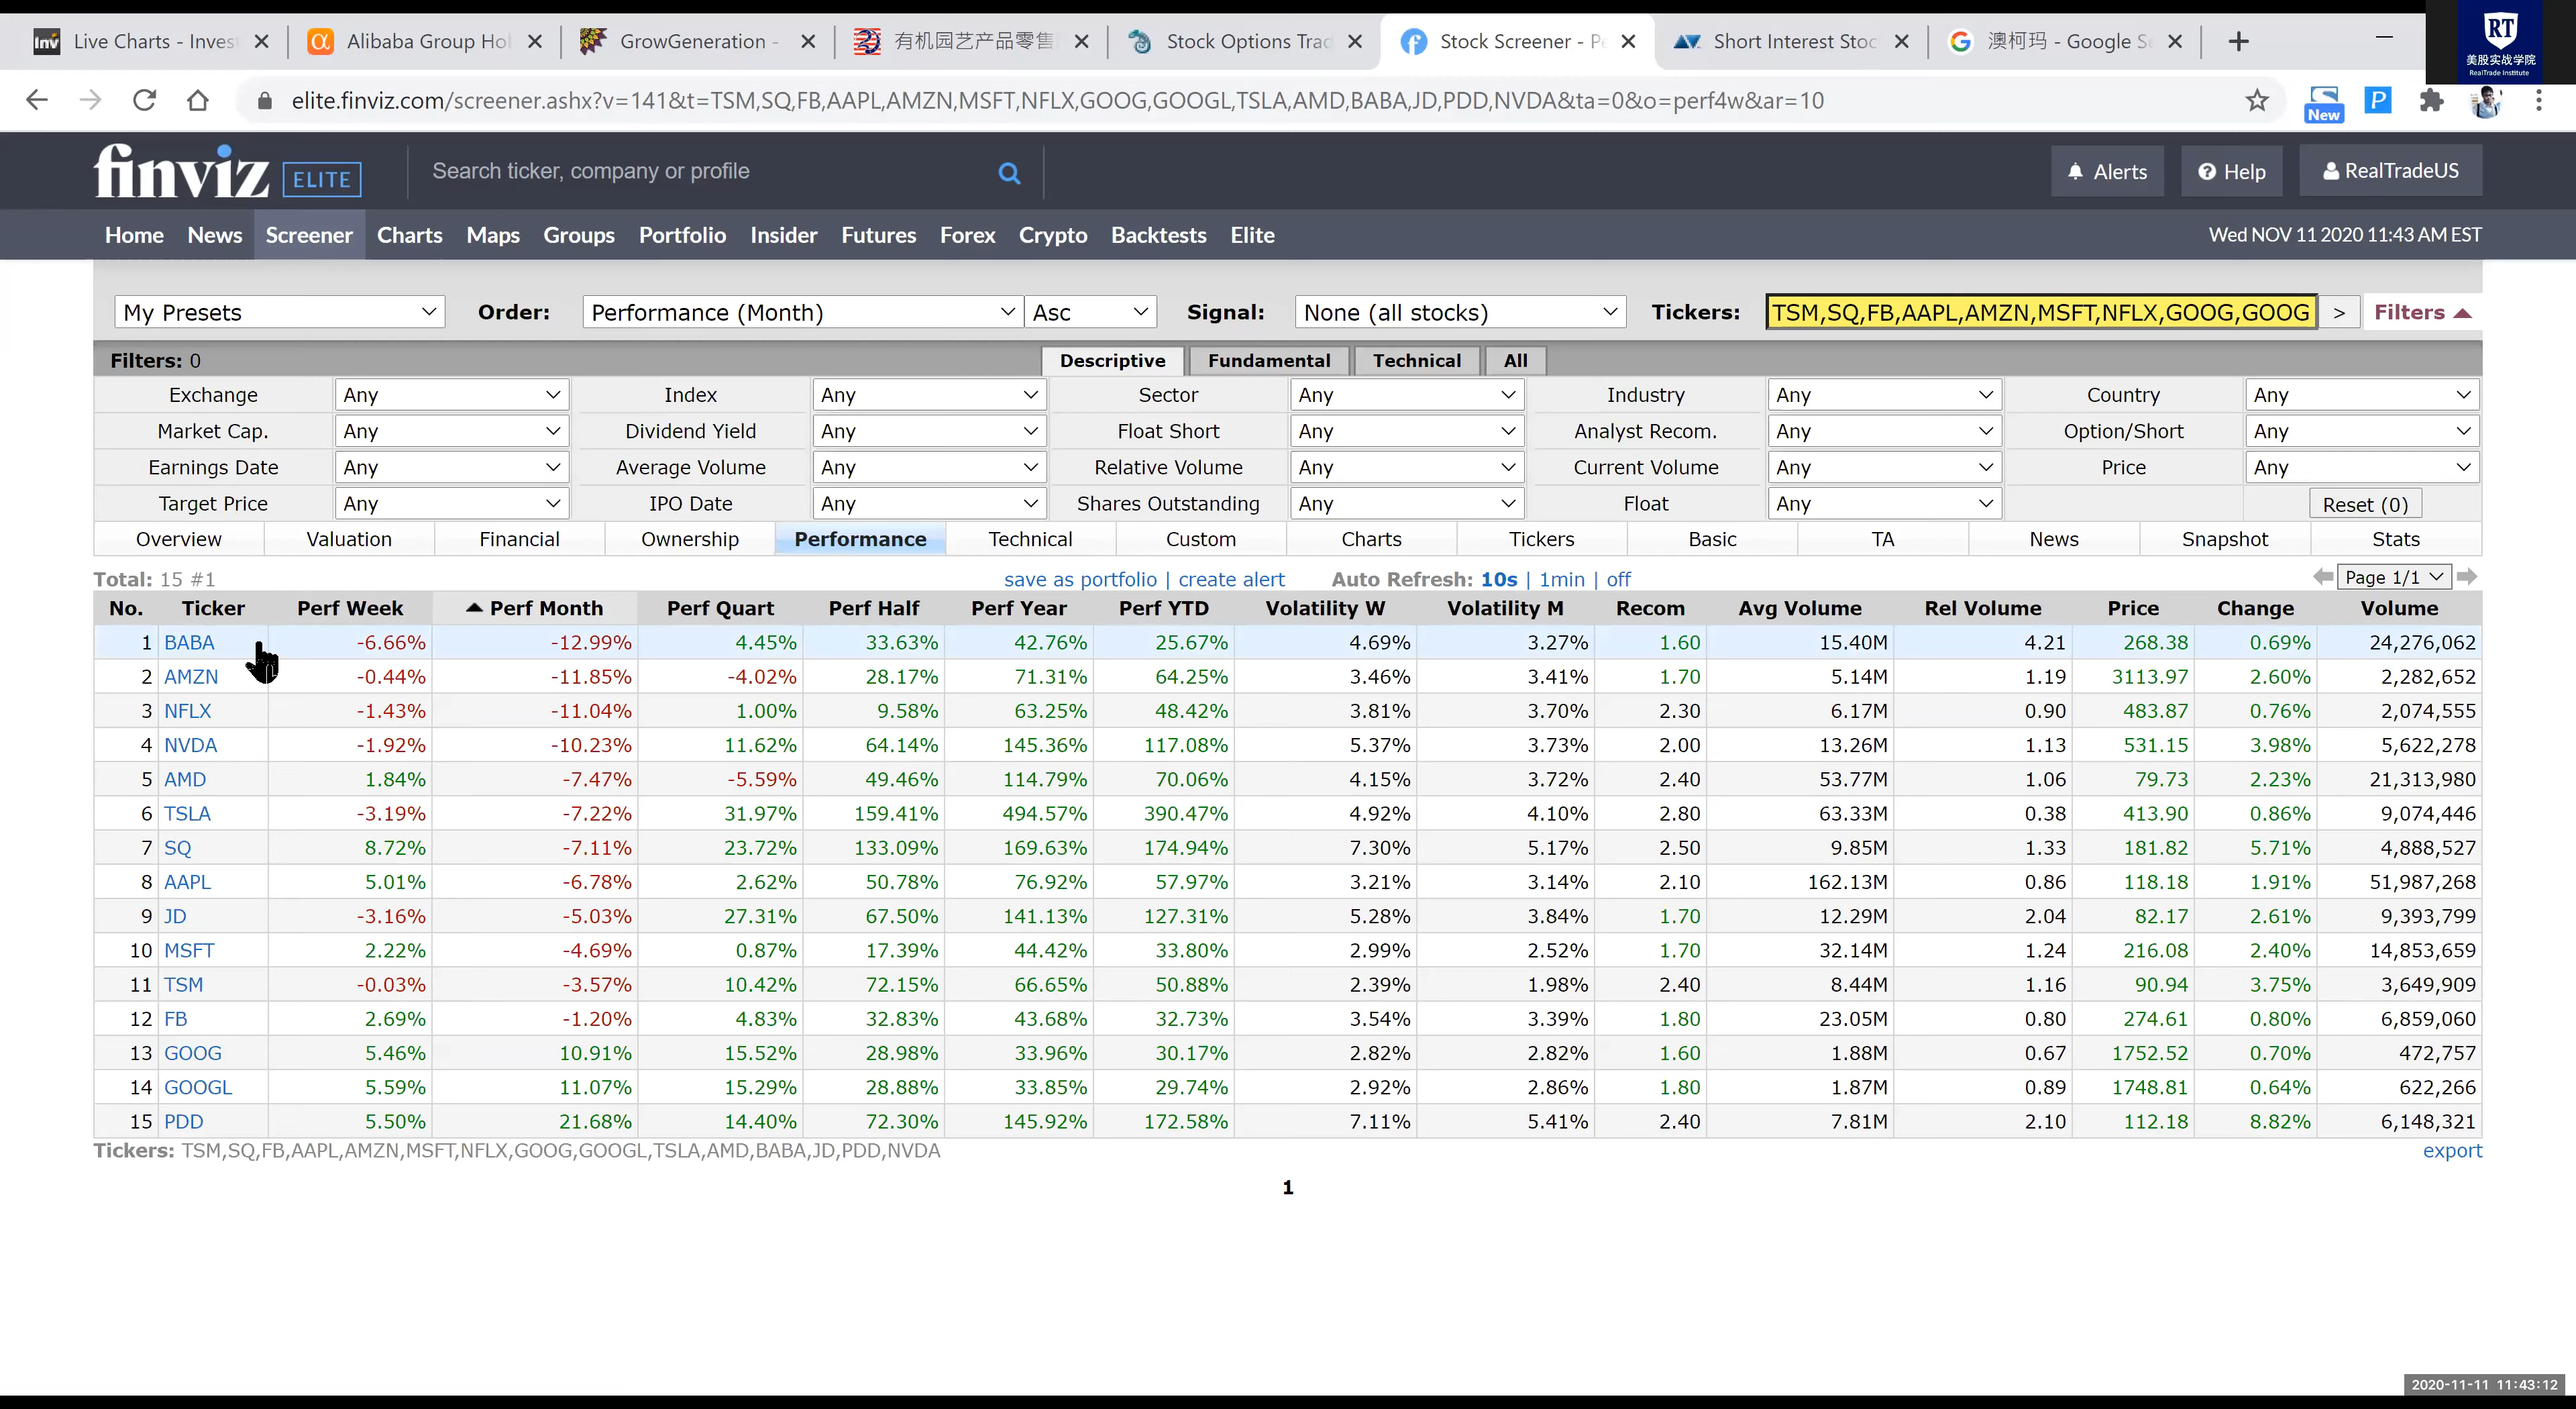 Live Charts - Inves
Alibaba Group Hol
GrowGeneration -
有机园艺产品零售
Stock Options Trad
Stock Screener - Pe
Short Interest Stoc
澳柯玛 - Google Se
RT
美股实战学院
RealTrade Institute
elite.finviz.com/screener.ashx?v=141&t=TSM,SQ,FB,AAPL,AMZN,MSFT,NFLX,GOOG,GOOGL,TSLA,AMD,BABA,JD,PDD,NVDA&ta=0&o=perf4w&ar=10
New
P
finviz ELITE Search ticker, company or profile Alerts Help RealTradeUS
Home News Screener Charts Maps Groups Portfolio Insider Futures Forex Crypto Backtests Elite Wed NOV 11 2020 11:43 AM EST
My Presets Order: Performance (Month) Asc Signal: None (all stocks) Tickers: TSM,SQ,FB,AAPL,AMZN,MSFT,NFLX,GOOG,GOOG > Filters
Filters: 0 Descriptive Fundamental Technical All
Exchange Any Index Any Sector Any Industry Any Country Any
Market Cap. Any Dividend Yield Any Float Short Any Analyst Recom. Any Option/Short Any
Earnings Date Any Average Volume Any Relative Volume Any Current Volume Any Price Any
Target Price Any IPO Date Any Shares Outstanding Any Float Any Reset (0)
Overview Valuation Financial Ownership Performance Technical Custom Charts Tickers Basic TA News Snapshot Stats
Total: 15 #1 save as portfolio | create alert Auto Refresh: 10s | 1min | off Page 1/1
No. Ticker Perf Week Perf Month Perf Quart Perf Half Perf Year Perf YTD Volatility W Volatility M Recom Avg Volume Rel Volume Price Change Volume
1 BABA -6.66% -12.99% 4.45% 33.63% 42.76% 25.67% 4.69% 3.27% 1.60 15.40M 4.21 268.38 0.69% 24,276,062
2 AMZN -0.44% -11.85% -4.02% 28.17% 71.31% 64.25% 3.46% 3.41% 1.70 5.14M 1.19 3113.97 2.60% 2,282,652
3 NFLX -1.43% -11.04% 1.00% 9.58% 63.25% 48.42% 3.81% 3.70% 2.30 6.17M 0.90 483.87 0.76% 2,074,555
4 NVDA -1.92% -10.23% 11.62% 64.14% 145.36% 117.08% 5.37% 3.73% 2.00 13.26M 1.13 531.15 3.98% 5,622,278
5 AMD 1.84% -7.47% -5.59% 49.46% 114.79% 70.06% 4.15% 3.72% 2.40 53.77M 1.06 79.73 2.23% 21,313,980
6 TSLA -3.19% -7.22% 31.97% 159.41% 494.57% 390.47% 4.92% 4.10% 2.80 63.33M 0.38 413.90 0.86% 9,074,446
7 SQ 8.72% -7.11% 23.72% 133.09% 169.63% 174.94% 7.30% 5.17% 2.50 9.85M 1.33 181.82 5.71% 4,888,527
8 AAPL 5.01% -6.78% 2.62% 50.78% 76.92% 57.97% 3.21% 3.14% 2.10 162.13M 0.86 118.18 1.91% 51,987,268
9 JD -3.16% -5.03% 27.31% 67.50% 141.13% 127.31% 5.28% 3.84% 1.70 12.29M 2.04 82.17 2.61% 9,393,799
10 MSFT 2.22% -4.69% 0.87% 17.39% 44.42% 33.80% 2.99% 2.52% 1.70 32.14M 1.24 216.08 2.40% 14,853,659
11 TSM -0.03% -3.57% 10.42% 72.15% 66.65% 50.88% 2.39% 1.98% 2.40 8.44M 1.16 90.94 3.75% 3,649,909
12 FB 2.69% -1.20% 4.83% 32.83% 43.68% 32.73% 3.54% 3.39% 1.80 23.05M 0.80 274.61 0.80% 6,859,060
13 GOOG 5.46% 10.91% 15.52% 28.98% 33.96% 30.17% 2.82% 2.82% 1.60 1.88M 0.67 1752.52 0.70% 472,757
14 GOOGL 5.59% 11.07% 15.29% 28.88% 33.85% 29.74% 2.92% 2.86% 1.80 1.87M 0.89 1748.81 0.64% 622,266
15 PDD 5.50% 21.68% 14.40% 72.30% 145.92% 172.58% 7.11% 5.41% 2.40 7.81M 2.10 112.18 8.82% 6,148,321
Tickers: TSM,SQ,FB,AAPL,AMZN,MSFT,NFLX,GOOG,GOOGL,TSLA,AMD,BABA,JD,PDD,NVDA export
1
2020-11-11 11:43:12